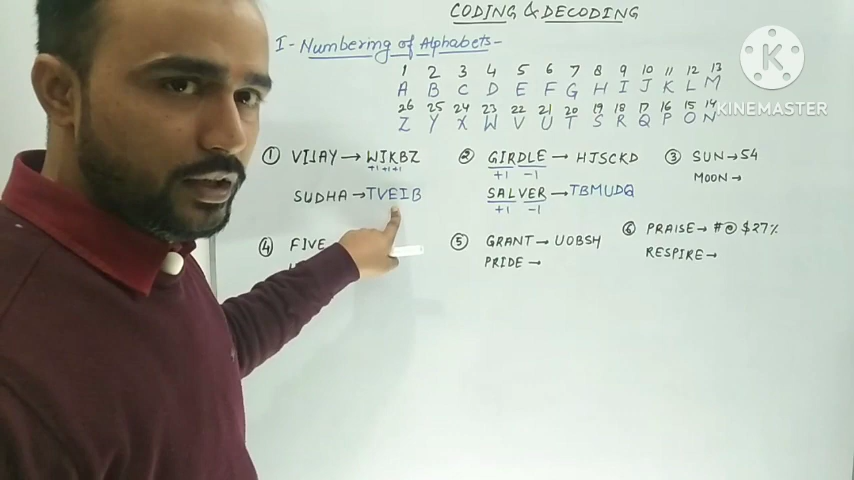 CODING & DECODING
I - Numbering of Alphabets -
1 2 3 4 5 6 7 8 9 10 11 12 13
A B C D E F G H I J K L M
26 25 24 23 22 21 20 19 18 17 16 15 14
Z Y X W V U T S R Q P O N
K
KINEMASTER
① VIJAY → WJKBZ
+1 +1 +1
SUDHA → TVEIB
② GIRDLE → HJSCKD
+1 -1
SALVER → TBMUDQ
+1 -1
③ SUN → 54
MOON →
④ FIVE
⑤ GRANT → UOBSH
PRIDE →
⑥ PRAISE → #@$27%
RESPIRE →